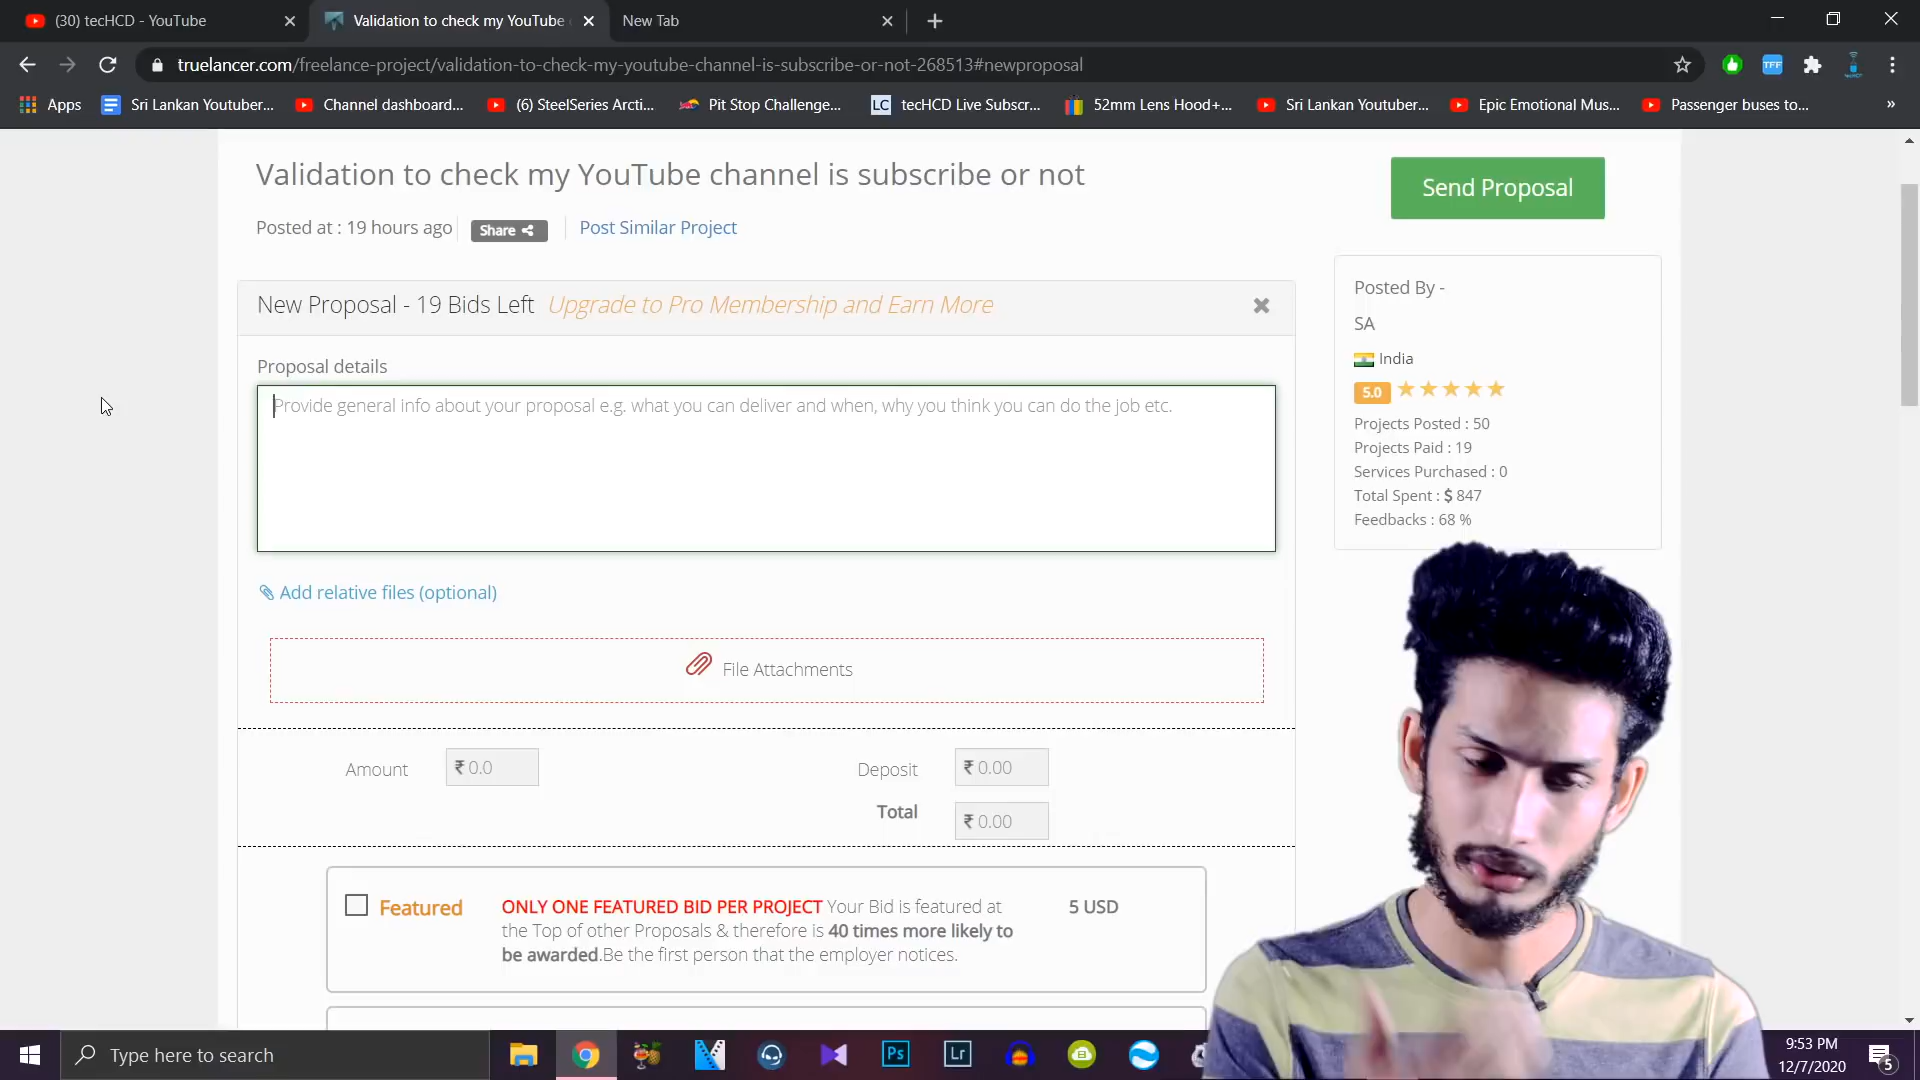 (30) tecHCD - YouTube
Validation to check my YouTube c
New Tab
truelancer.com/freelance-project/validation-to-check-my-youtube-channel-is-subscribe-or-not-268513#newproposal
TFF
Apps
Sri Lankan Youtuber...
Channel dashboard...
(6) SteelSeries Arcti...
Pit Stop Challenge...
LC
tecHCD Live Subscr...
52mm Lens Hood+...
Sri Lankan Youtuber...
Epic Emotional Mus...
Passenger buses to...
»
Validation to check my YouTube channel is subscribe or not
Send Proposal
Posted at : 19 hours ago
Share
Post Similar Project
New Proposal - 19 Bids Left Upgrade to Pro Membership and Earn More
Posted By -
SA
India
5.0
Projects Posted : 50
Projects Paid : 19
Services Purchased : 0
Total Spent : $ 847
Feedbacks : 68 %
Proposal details
Provide general info about your proposal e.g. what you can deliver and when, why you think you can do the job etc.
Add relative files (optional)
File Attachments
Amount ₹ 0.0
Deposit ₹ 0.00
Total ₹ 0.00
Featured
ONLY ONE FEATURED BID PER PROJECT Your Bid is featured at
the Top of other Proposals & therefore is 40 times more likely to
be awarded.Be the first person that the employer notices.
5 USD
Type here to search
Ps
Lr
9:53 PM
12/7/2020
5